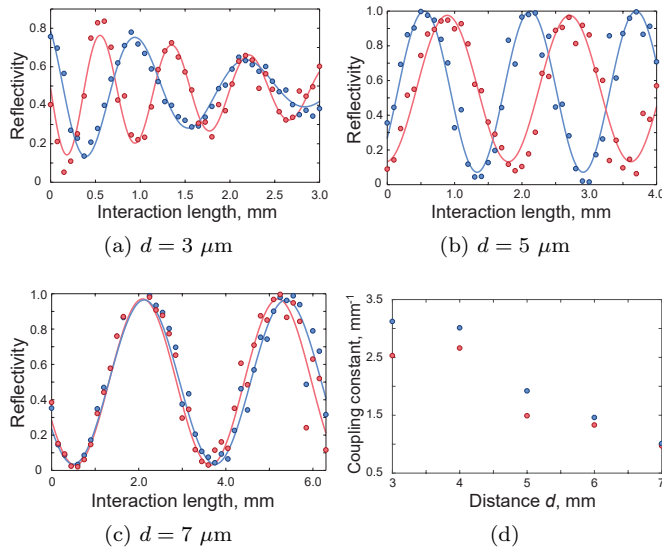 Reflectivity
0.8
0.6
0.4
0.2
0
0 0.5 1.0 1.5 2.0 2.5 3.0
Interaction length, mm
(a) d = 3 μm
Reflectivity
1.0
0.8
0.6
0.4
0.2
0
0 1.0 2.0 3.0 4.0
Interaction length, mm
(b) d = 5 μm
Reflectivity
1.0
0.8
0.6
0.4
0.2
0
0 2.0 4.0 6.0
Interaction length, mm
(c) d = 7 μm
Coupling constant, mm⁻¹
3.5
2.5
1.5
0.5
3 4 5 6 7
Distance d, mm
(d)